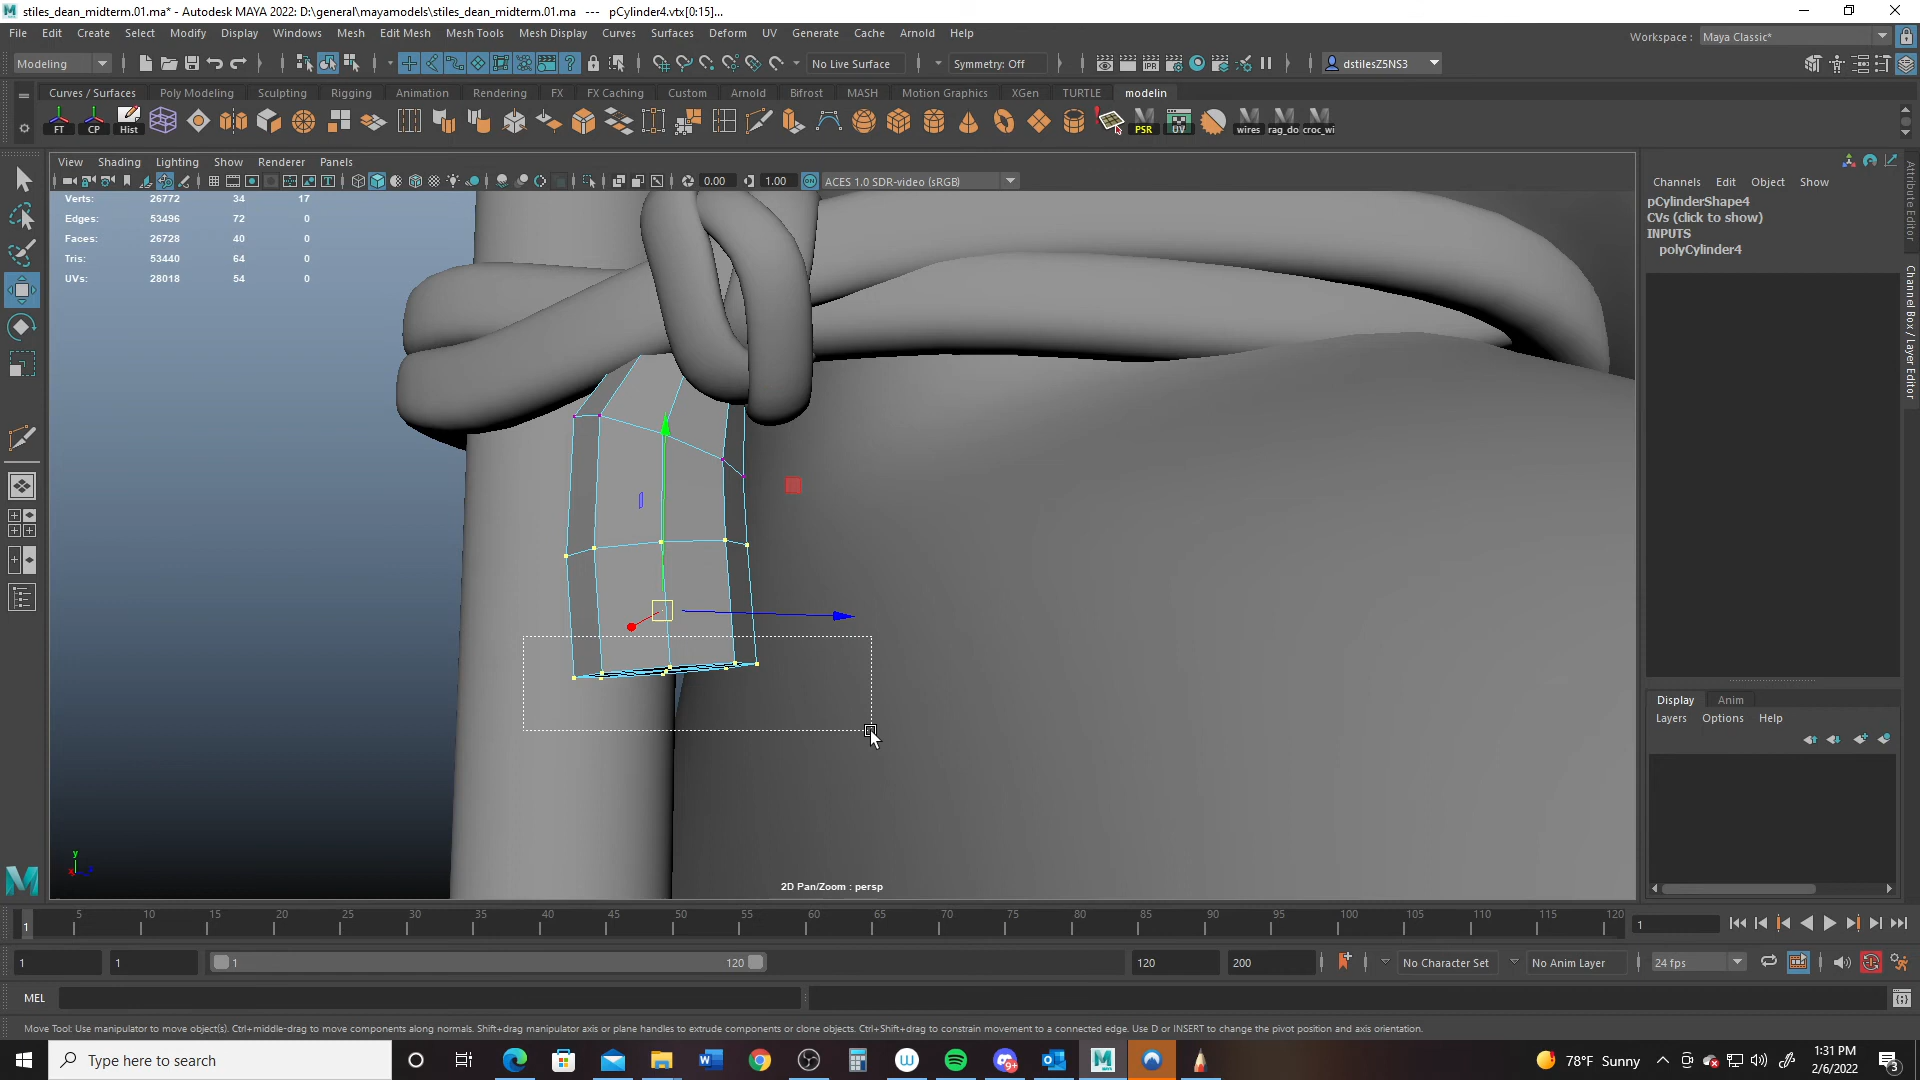 stiles_dean_midterm.01.ma* - Autodesk MAYA 2022: D:\general\mayamodels\stiles_dean_midterm.01.ma   ---   pCylinder4.vtx[0:15]...
File Edit Create Select Modify Display Windows Mesh Edit Mesh Mesh Tools Mesh Display Curves Surfaces Deform UV Generate Cache Arnold Help
Workspace : Maya Classic*
Modeling No Live Surface Symmetry: Off dstilesZ5NS3
Curves / Surfaces Poly Modeling Sculpting Rigging Animation Rendering FX FX Caching Custom Arnold Bifrost MASH Motion Graphics XGen TURTLE modelin
FT CP Hist PSR UV wires rag_do croc_wi
View Shading Lighting Show Renderer Panels
0.00 1.00 ON ACES 1.0 SDR-video (sRGB)
Verts: 26772 34 17
Edges: 53496 72 0
Faces: 26728 40 0
Tris: 53440 64 0
UVs: 28018 54 0
2D Pan/Zoom : persp
y
Channels Edit Object Show
pCylinderShape4
CVs (click to show)
INPUTS
polyCylinder4
Attribute Editor
Channel Box / Layer Editor
Display Anim
Layers Options Help
1 5 10 15 20 25 30 35 40 45 50 55 60 65 70 75 80 85 90 95 100 105 110 115 120 1
1 1 1 120 120 200 No Character Set No Anim Layer 24 fps
MEL
Move Tool: Use manipulator to move object(s). Ctrl+middle-drag to move components along normals. Shift+drag manipulator axis or plane handles to extrude components or clone objects. Ctrl+Shift+drag to constrain movement to a connected edge. Use D or INSERT to change the pivot position and axis orientation.
Type here to search
78°F Sunny
1:31 PM
2/6/2022
3